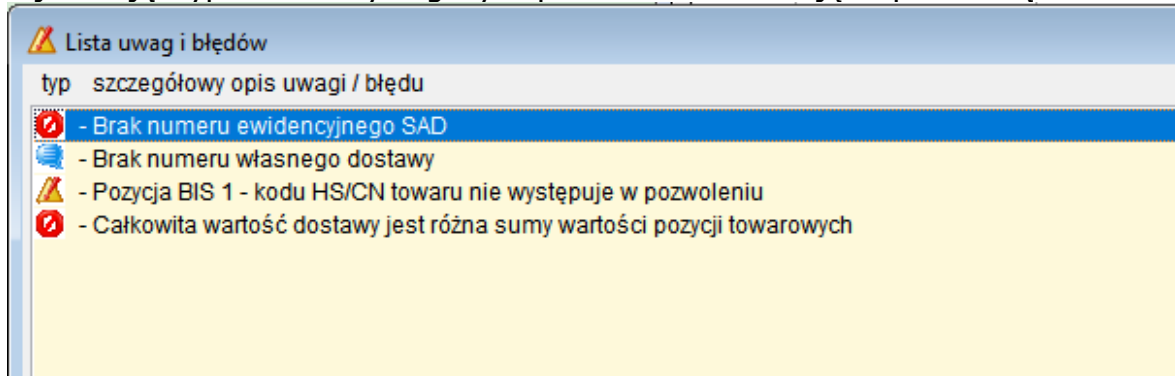 Lista uwag i błędów
typ szczegółowy opis uwagi / błędu
- Brak numeru ewidencyjnego SAD
- Brak numeru własnego dostawy
- Pozycja BIS 1 - kodu HS/CN towaru nie występuje w pozwoleniu
- Całkowita wartość dostawy jest różna sumy wartości pozycji towarowych